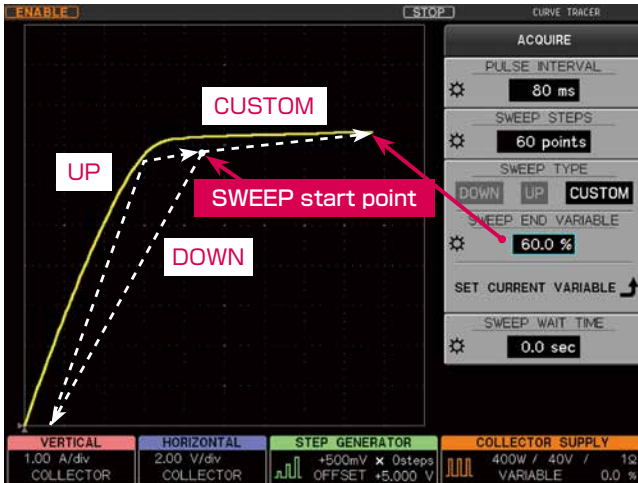 ENABLE
STOP
CURVE TRACER
ACQUIRE
PULSE INTERVAL
80 ms
SWEEP STEPS
60 points
SWEEP TYPE
DOWN UP CUSTOM
SWEEP END VARIABLE
60.0 %
SET CURRENT VARIABLE
SWEEP WAIT TIME
0.0 sec
CUSTOM
UP
SWEEP start point
DOWN
VERTICAL
1.00 A/div
COLLECTOR
HORIZONTAL
2.00 V/div
COLLECTOR
STEP GENERATOR
+500mV × 0steps
OFFSET +5.000 V
COLLECTOR SUPPLY
400W / 40V / 1Ω
VARIABLE 0.0 %